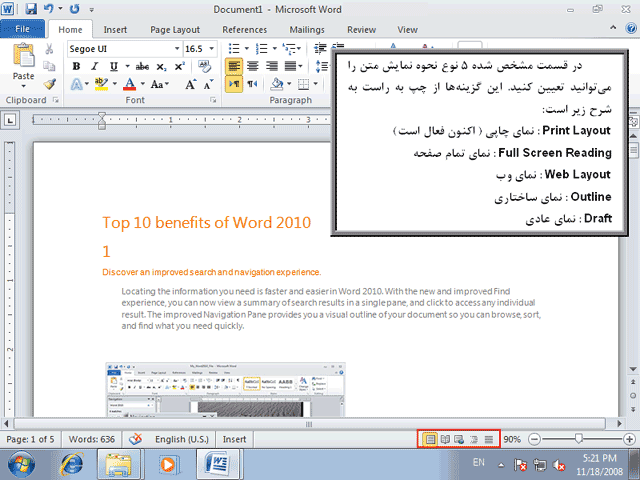 Document1 - Microsoft Word
File Home Insert Page Layout References Mailings Review View
Segoe UI 16.5
Paste
Clipboard Font Paragraph
در قسمت مشخص شده ۵ نوع نحوه نمایش متن را
می‌توانید تعیین کنید. این گزینه‌ها از چپ به راست به
شرح زیر است:
Print Layout : نمای چاپی ( اکنون فعال است )
Full Screen Reading : نمای تمام صفحه
Web Layout : نمای وب
Outline : نمای ساختاری
Draft : نمای عادی
Top 10 benefits of Word 2010
1
Discover an improved search and navigation experience.
Locating the information you need is faster and easier in Word 2010. With the new and improved Find
experience, you can now view a summary of search results in a single pane, and click to access any individual
result. The improved Navigation Pane provides you a visual outline of your document so you can browse, sort,
and find what you need quickly.
Page: 1 of 5 Words: 636 English (U.S.) Insert 90%
EN 5:21 PM
11/18/2008